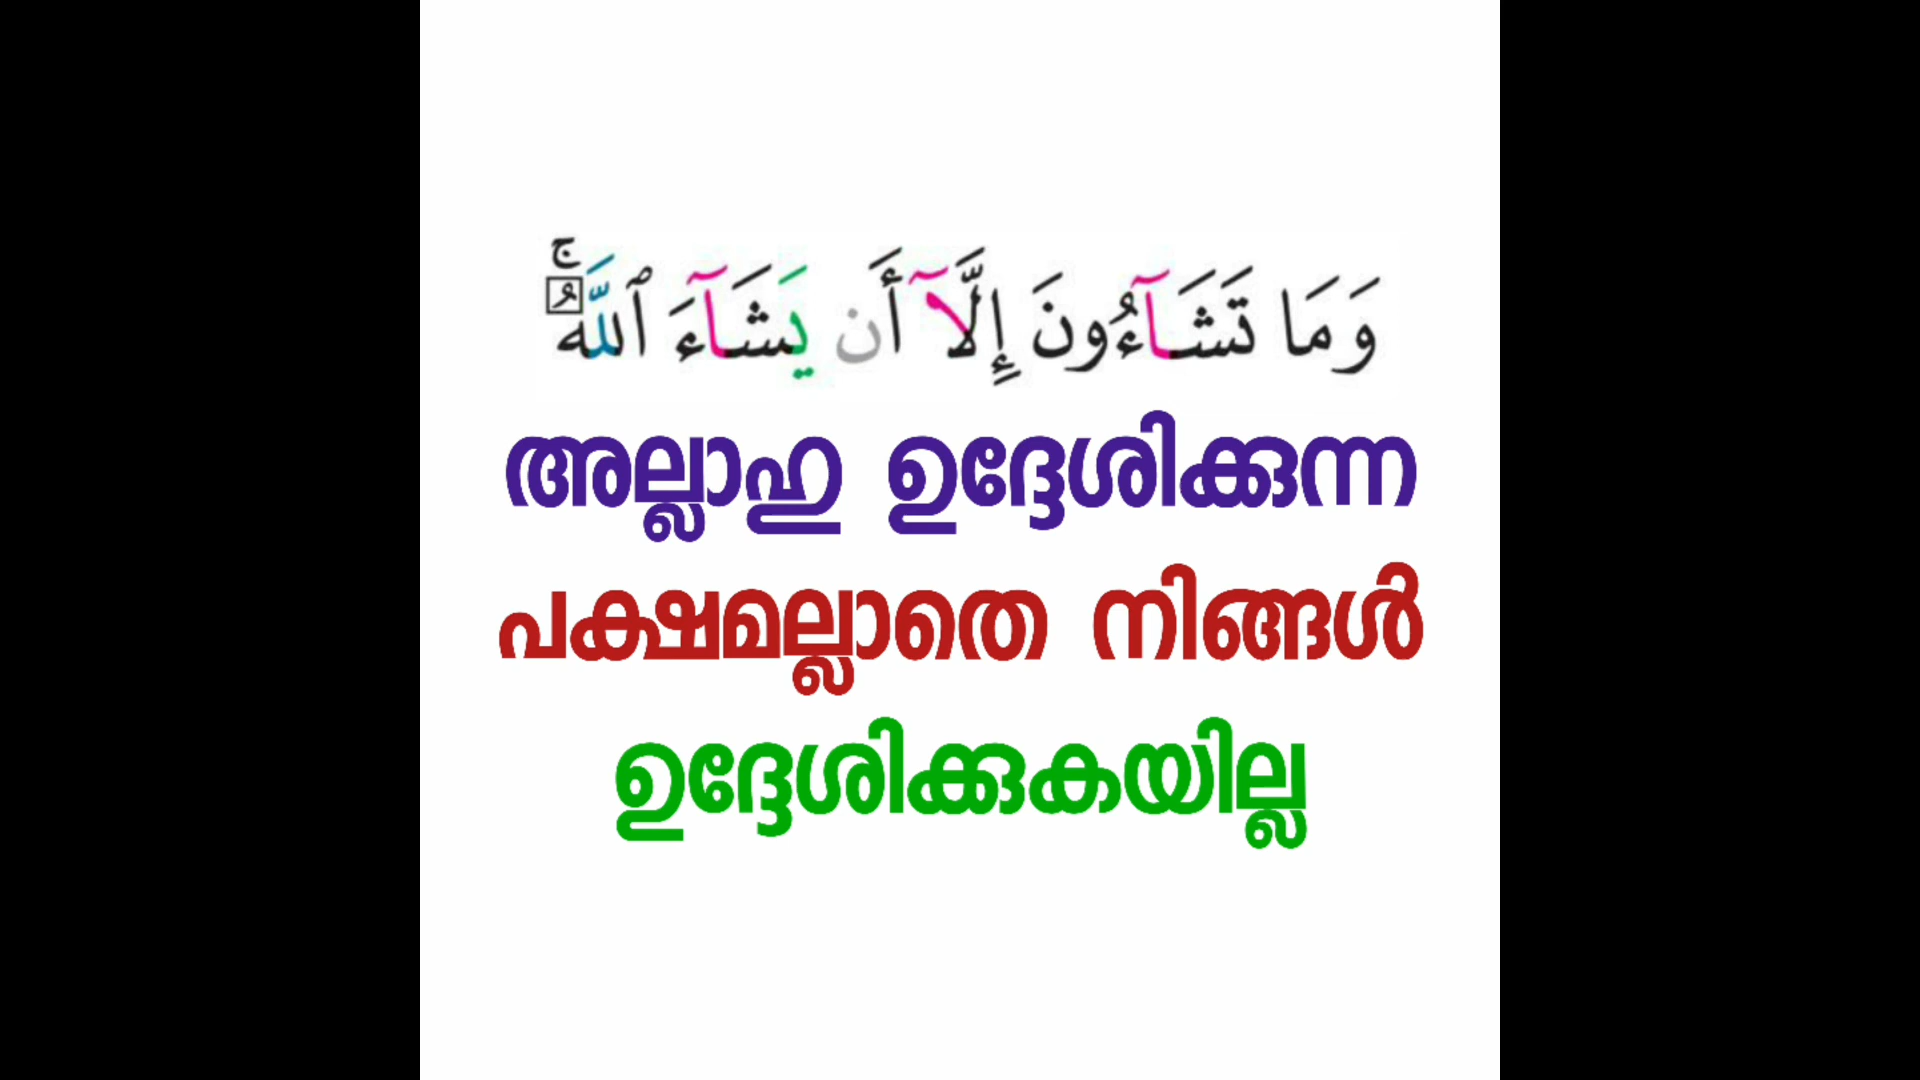 وَمَا تَشَآءُونَ إِلَّآ أَن يَشَآءَ ٱللَّهُ ۚ
അല്ലാഹു ഉദ്ദേശിക്കുന്ന
പക്ഷമല്ലാതെ നിങ്ങൾ
ഉദ്ദേശിക്കുകയില്ല